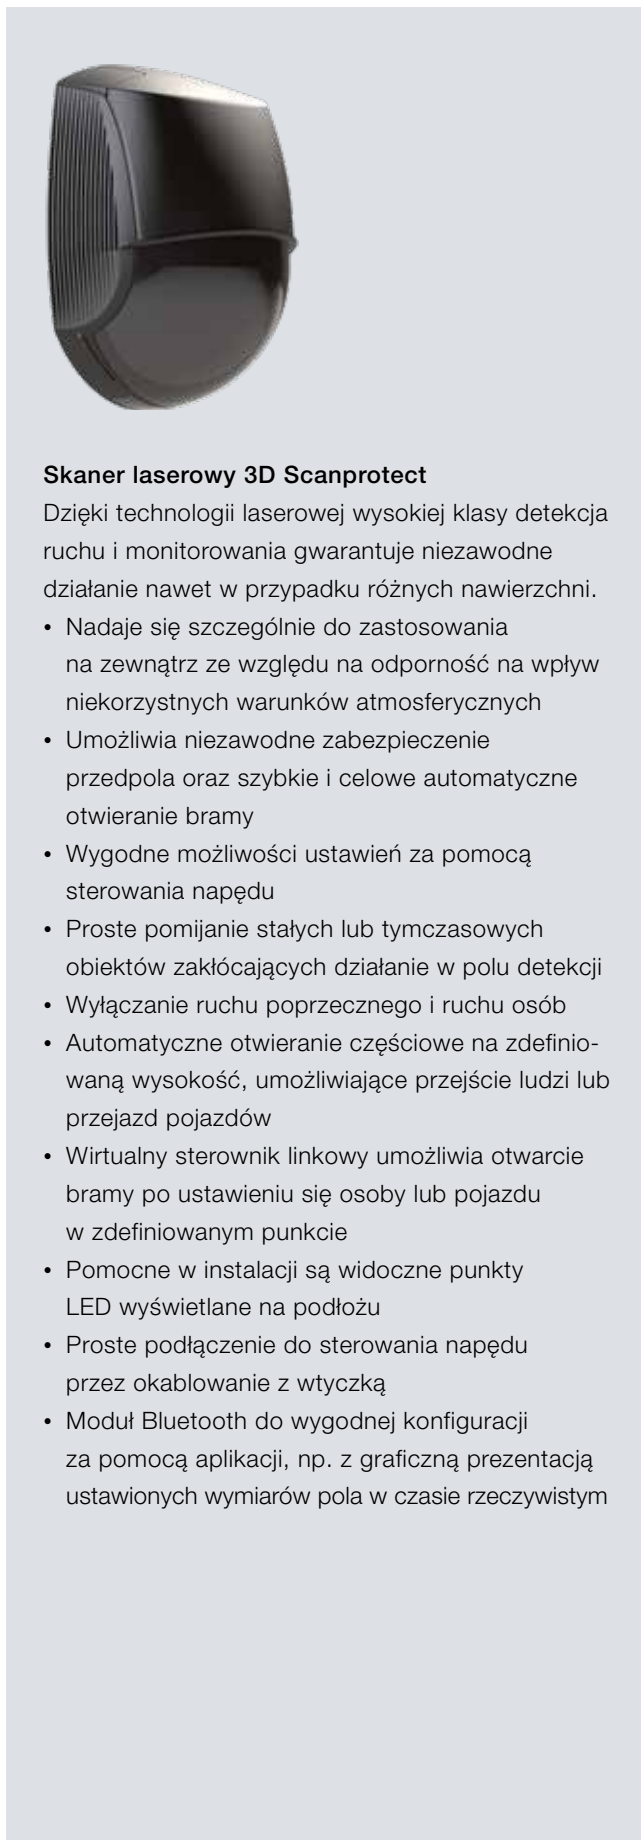 Skaner laserowy 3D Scanprotect
Dzięki technologii laserowej wysokiej klasy detekcja
ruchu i monitorowania gwarantuje niezawodne
działanie nawet w przypadku różnych nawierzchni.
• Nadaje się szczególnie do zastosowania
na zewnątrz ze względu na odporność na wpływ
niekorzystnych warunków atmosferycznych
• Umożliwia niezawodne zabezpieczenie
przedpola oraz szybkie i celowe automatyczne
otwieranie bramy
• Wygodne możliwości ustawień za pomocą
sterowania napędu
• Proste pomijanie stałych lub tymczasowych
obiektów zakłócających działanie w polu detekcji
• Wyłączanie ruchu poprzecznego i ruchu osób
• Automatyczne otwieranie częściowe na zdefinio-
waną wysokość, umożliwiające przejście ludzi lub
przejazd pojazdów
• Wirtualny sterownik linkowy umożliwia otwarcie
bramy po ustawieniu się osoby lub pojazdu
w zdefiniowanym punkcie
• Pomocne w instalacji są widoczne punkty
LED wyświetlane na podłożu
• Proste podłączenie do sterowania napędu
przez okablowanie z wtyczką
• Moduł Bluetooth do wygodnej konfiguracji
za pomocą aplikacji, np. z graficzną prezentacją
ustawionych wymiarów pola w czasie rzeczywistym